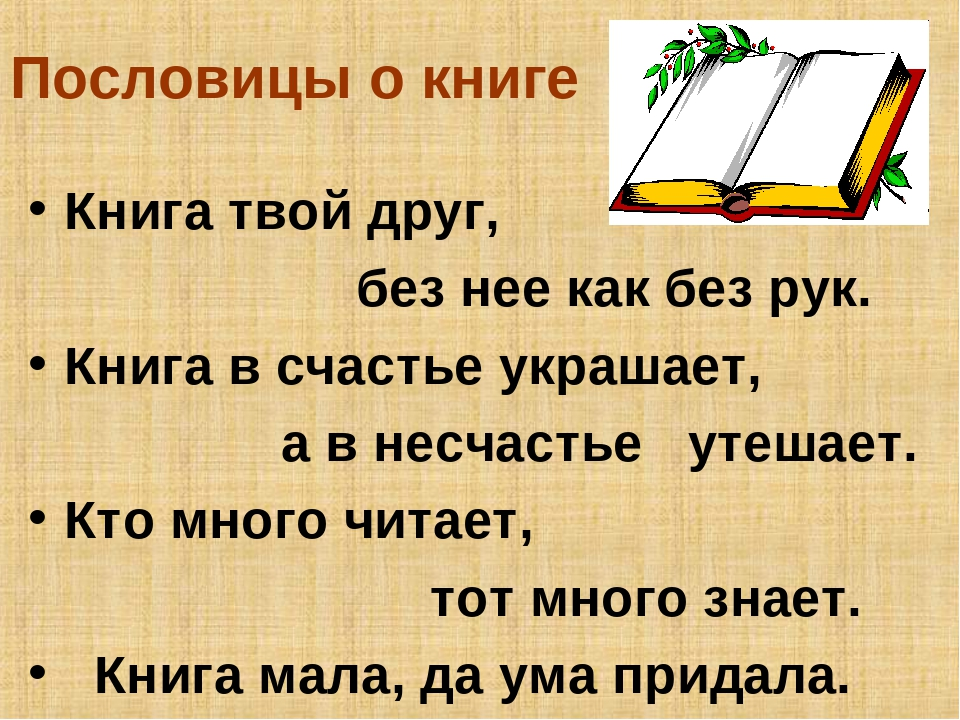 Пословицы о книге
• Книга твой друг,
без нее как без рук.
• Книга в счастье украшает,
а в несчастье утешает.
• Кто много читает,
тот много знает.
• Книга мала, да ума придала.